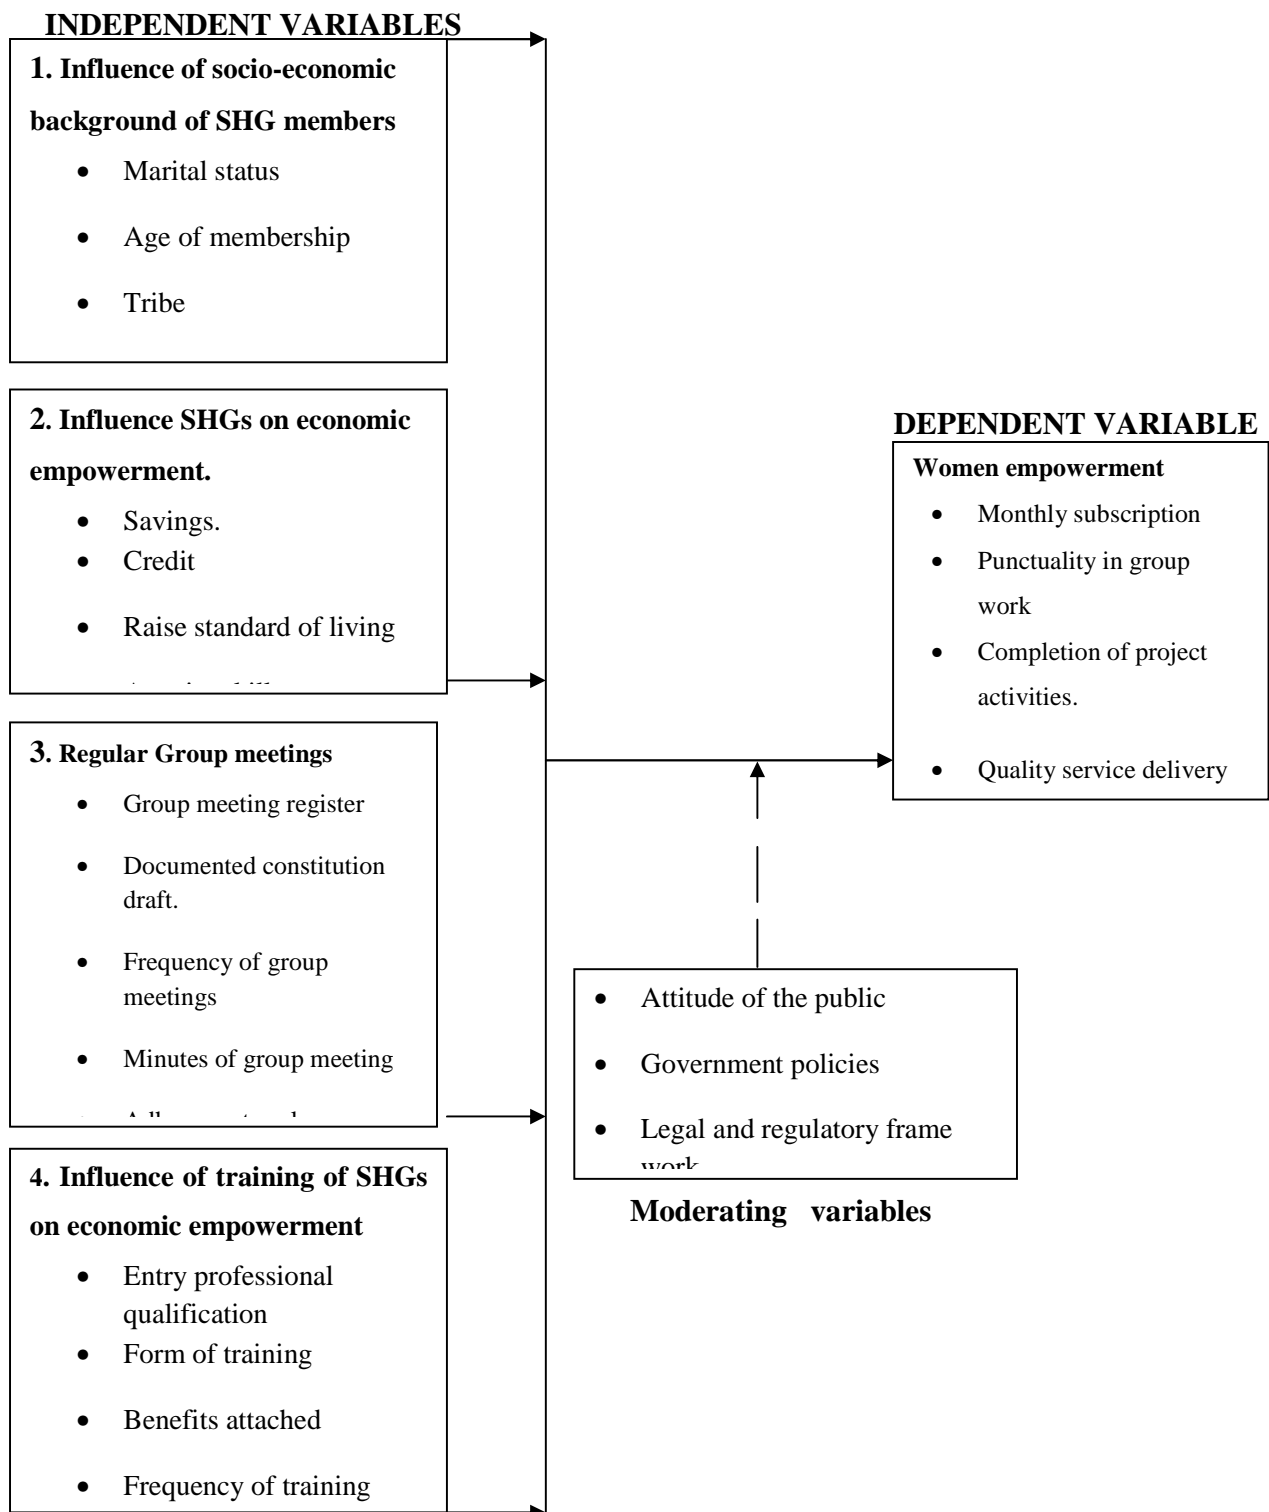 INDEPENDENT VARIABLES
1. Influence of socio-economic
background of SHG members
• Marital status
• Age of membership
• Tribe
2. Influence SHGs on economic
empowerment.
• Savings.
• Credit
• Raise standard of living
3. Regular Group meetings
• Group meeting register
• Documented constitution
draft.
• Frequency of group
meetings
• Minutes of group meeting
4. Influence of training of SHGs
on economic empowerment
• Entry professional
qualification
• Form of training
• Benefits attached
• Frequency of training
DEPENDENT VARIABLE
Women empowerment
• Monthly subscription
• Punctuality in group
work
• Completion of project
activities.
• Quality service delivery
• Attitude of the public
• Government policies
• Legal and regulatory frame
work
Moderating variables